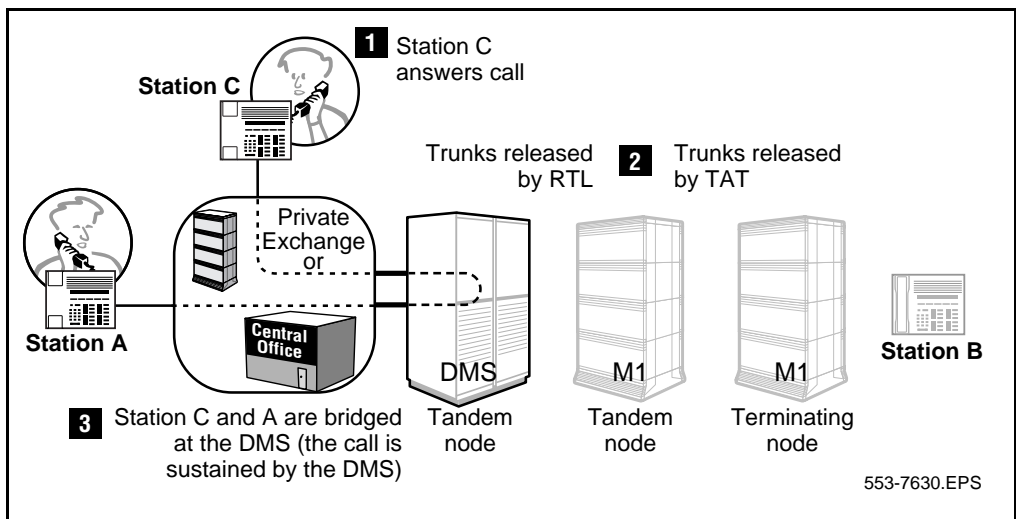 1
Station C
answers call
Station C
Trunks released
by RTL
2
Trunks released
by TAT
Private
Exchange
or
Central
Office
Station A
DMS
M1
M1
Station B
3
Station C and A are bridged
at the DMS (the call is
sustained by the DMS)
Tandem
node
Tandem
node
Terminating
node
553-7630.EPS